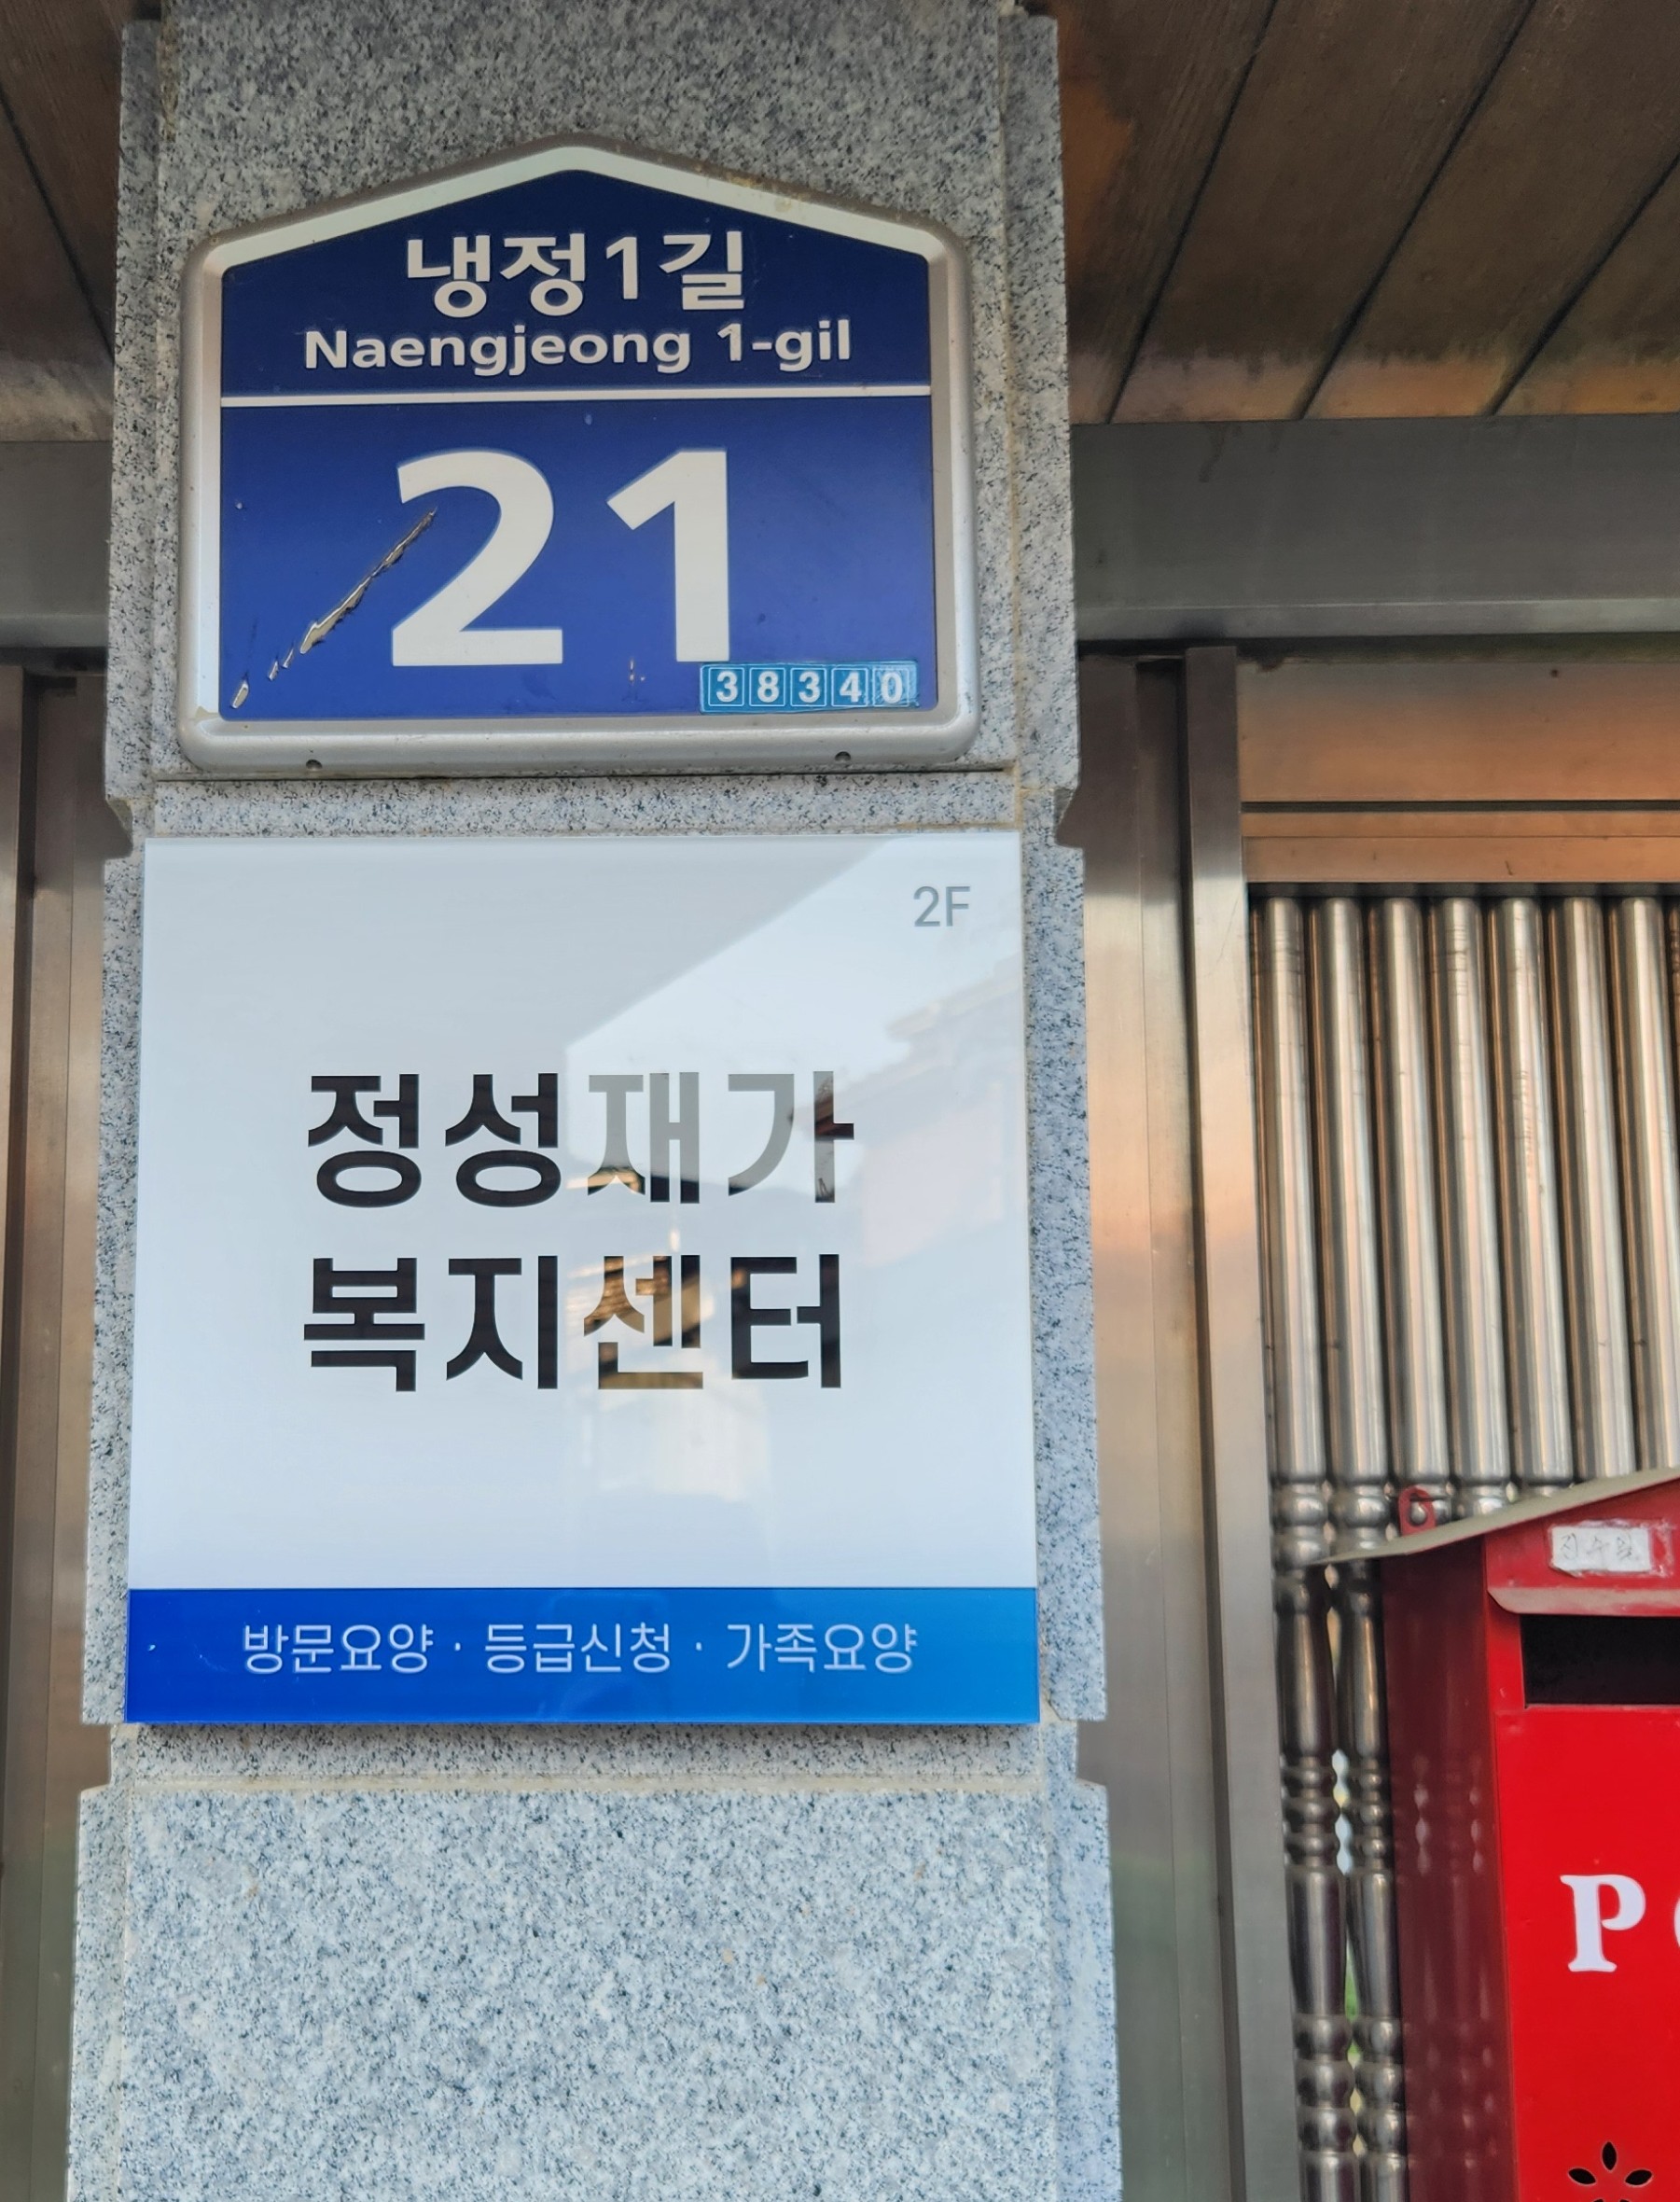 냉정1길
Naengjeong 1-gil
21
38340
2F
정성재가
복지센터
방문요양 · 등급신청 · 가족요양
P